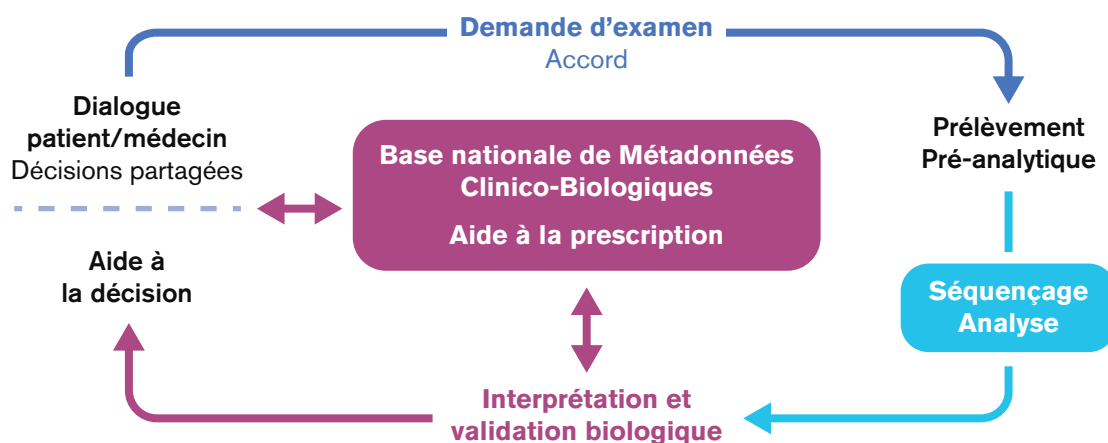 Demande d’examen
Accord
Dialogue
patient/médecin
Décisions partagées
Base nationale de Métadonnées
Clinico-Biologiques
Aide à la prescription
Prélèvement
Pré-analytique
Aide à
la décision
Séquençage
Analyse
Interprétation et
validation biologique